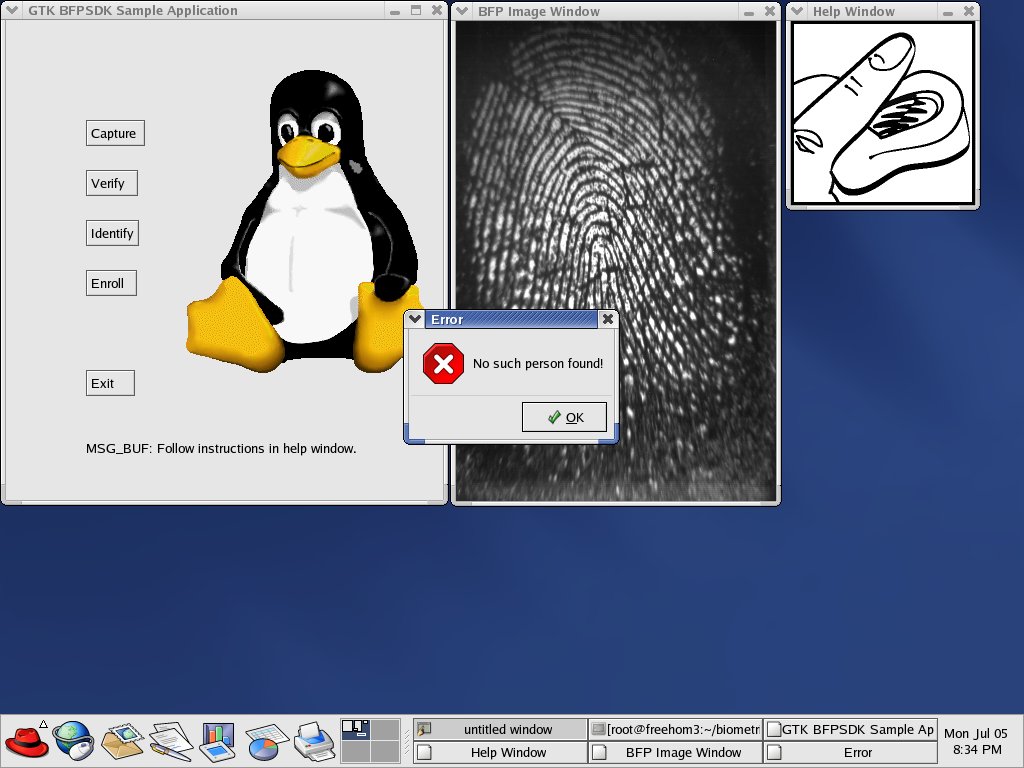 GTK BFPSDK Sample Application
BFP Image Window
Help Window
Capture
Verify
Identify
Enroll
Exit
MSG_BUF: Follow instructions in help window.
Error
No such person found!
OK
untitled window
[root@freehom3:~/biometr
GTK BFPSDK Sample Ap
Help Window
BFP Image Window
Error
Mon Jul 05
8:34 PM